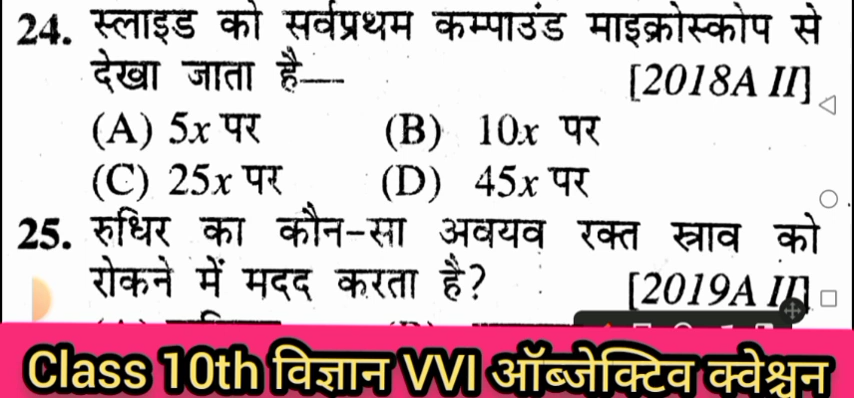 24. स्लाइड को सर्वप्रथम कम्पाउंड माइक्रोस्कोप से
देखा जाता है— [2018A II]
(A) 5x पर (B) 10x पर
(C) 25x पर (D) 45x पर
25. रुधिर का कौन-सा अवयव रक्त स्राव को
रोकने में मदद करता है? [2019A II]
Class 10th विज्ञान VVI ऑब्जेक्टिव क्वेश्चन